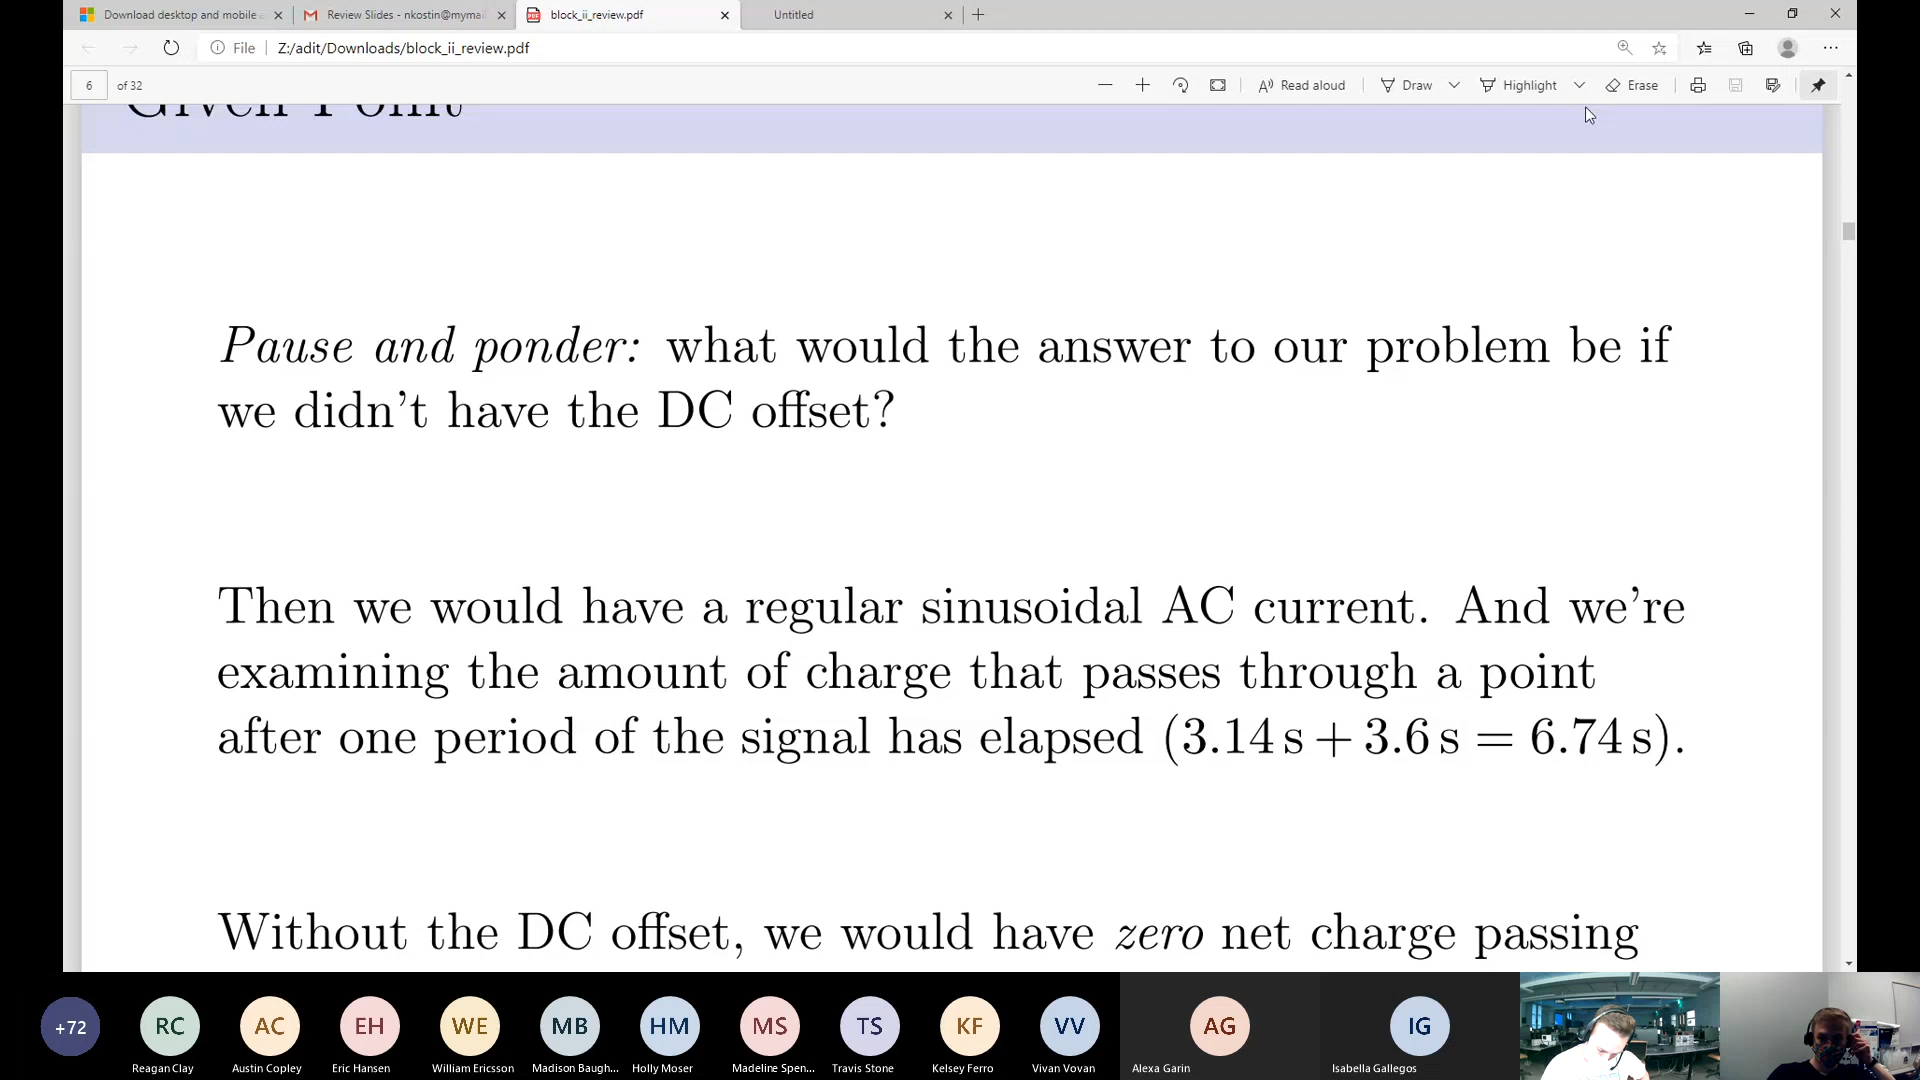 Download desktop and mobile
Review Slides - nkostin@mymai
block_ii_review.pdf
Untitled
File
Z:/adit/Downloads/block_ii_review.pdf
6 of 32
Read aloud
Draw
Highlight
Erase
Given Point
Pause and ponder: what would the answer to our problem be if
we didn't have the DC offset?
Then we would have a regular sinusoidal AC current. And we're
examining the amount of charge that passes through a point
after one period of the signal has elapsed (3.14 s + 3.6 s = 6.74 s).
Without the DC offset, we would have zero net charge passing
+72
RC
AC
EH
WE
MB
HM
MS
TS
KF
VV
AG
IG
Reagan Clay
Austin Copley
Eric Hansen
William Ericsson
Madison Baugh...
Holly Moser
Madeline Spen...
Travis Stone
Kelsey Ferro
Vivan Vovan
Alexa Garin
Isabella Gallegos